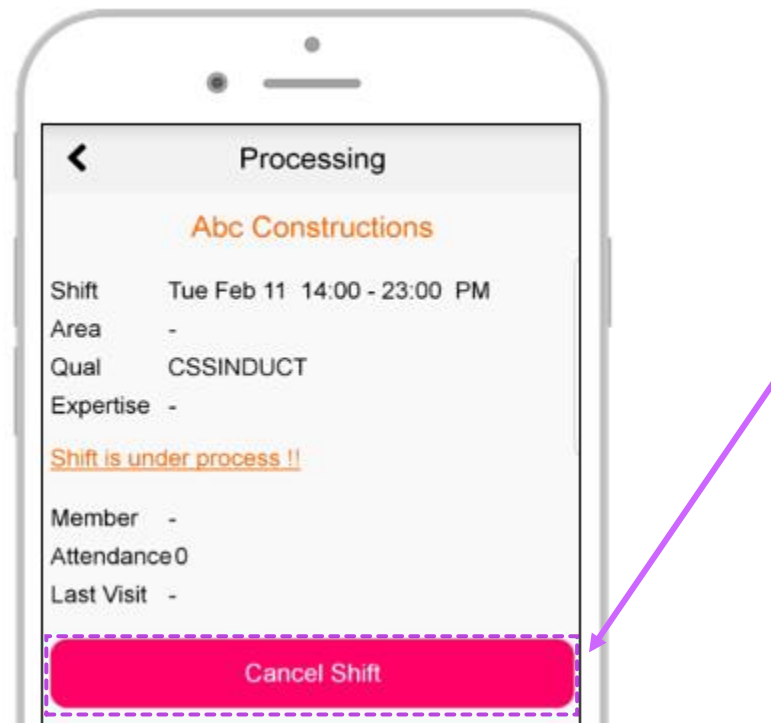 Processing
Abc Constructions
Shift Tue Feb 11 14:00 - 23:00 PM
Area -
Qual CSSINDUCT
Expertise -
Shift is under process !!
Member -
Attendance 0
Last Visit -
Cancel Shift